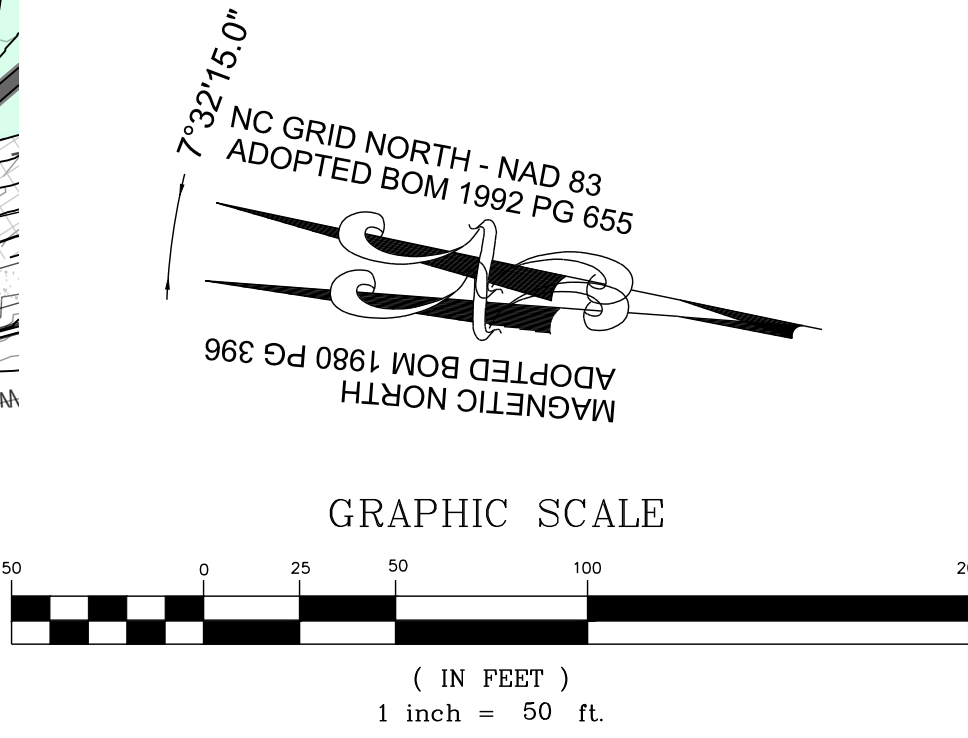 7°32'15.0"
NC GRID NORTH - NAD 83
ADOPTED BOM 1992 PG 655
MAGNETIC NORTH
ADOPTED BOM 1980 PG 396
GRAPHIC SCALE
50 0 25 50 100
( IN FEET )
1 inch = 50 ft.